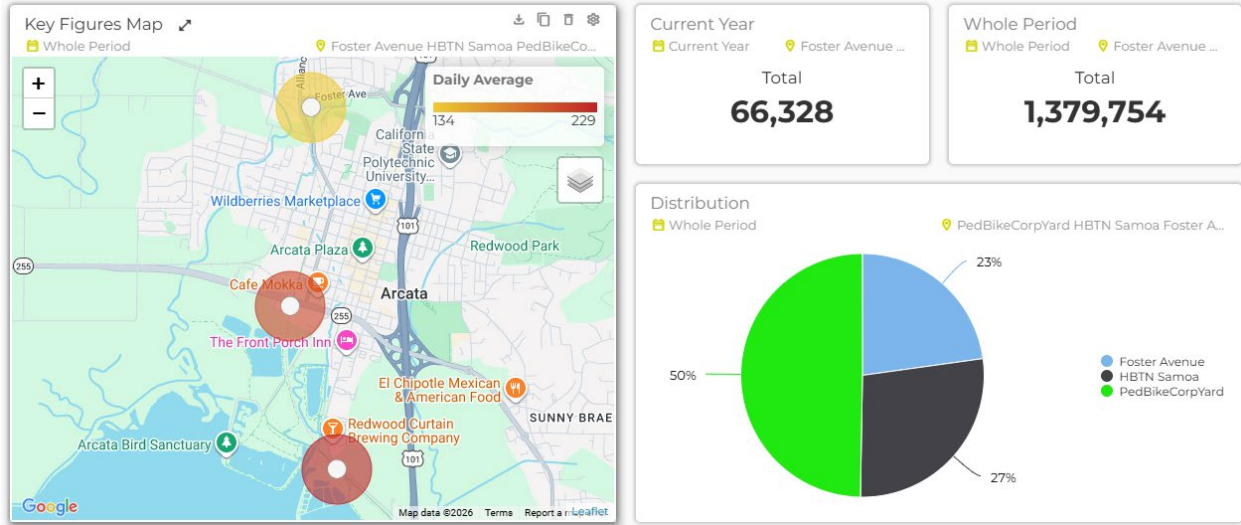 Key Figures Map
Whole Period
Foster Avenue HBTN Samoa PedBikeCo...
+
−
Daily Average
134
229
Foster Ave
California
State
Polytechnic
University...
Wildberries Marketplace
101
Arcata Plaza
Redwood Park
255
Cafe Mokka
Arcata
255
The Front Porch Inn
El Chipotle Mexican
& American Food
SUNNY BRAE
Redwood Curtain
Brewing Company
Arcata Bird Sanctuary
101
101
Google
Map data ©2026
Terms
Leaflet
Current Year
Current Year
Foster Avenue ...
Total
66,328
Whole Period
Whole Period
Foster Avenue ...
Total
1,379,754
Distribution
Whole Period
PedBikeCorpYard HBTN Samoa Foster A...
23%
50%
27%
Foster Avenue
HBTN Samoa
PedBikeCorpYard